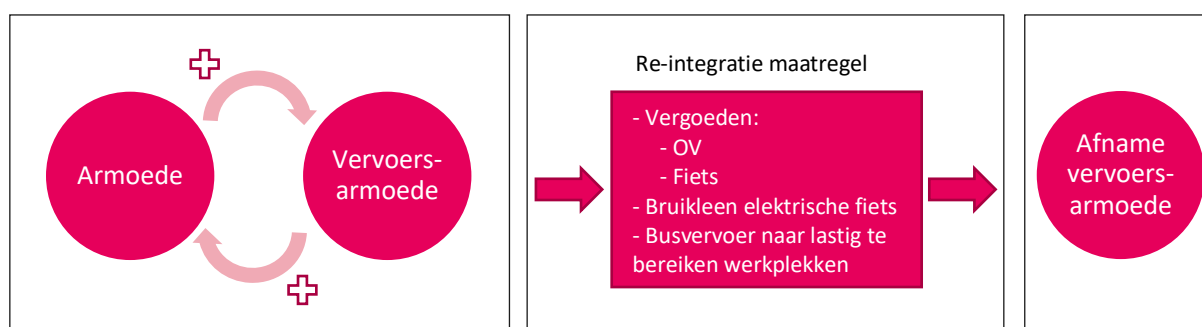 Armoede
Vervoers-
armoede
Re-integratie maatregel
- Vergoeden:
- OV
- Fiets
- Bruikleen elektrische fiets
- Busvervoer naar lastig te
bereiken werkplekken
Afname
vervoers-
armoede